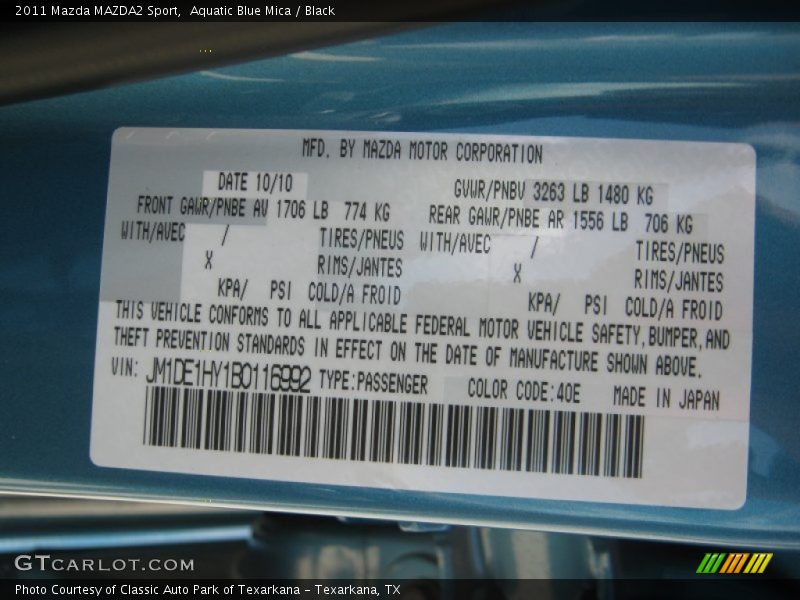 2011 Mazda MAZDA2 Sport,  Aquatic Blue Mica / Black
MFD. BY MAZDA MOTOR CORPORATION
DATE 10/10 GVWR/PNBV 3263 LB 1480 KG
FRONT GAWR/PNBE AV 1706 LB 774 KG REAR GAWR/PNBE AR 1556 LB 706 KG
WITH/AVEC / TIRES/PNEUS WITH/AVEC / TIRES/PNEUS
X RIMS/JANTES X RIMS/JANTES
KPA/ PSI COLD/A FROID KPA/ PSI COLD/A FROID
THIS VEHICLE CONFORMS TO ALL APPLICABLE FEDERAL MOTOR VEHICLE SAFETY,BUMPER,AND
THEFT PREVENTION STANDARDS IN EFFECT ON THE DATE OF MANUFACTURE SHOWN ABOVE.
VIN: JM1DE1HY1B0116992 TYPE:PASSENGER COLOR CODE:40E MADE IN JAPAN
GTCARLOT.COM
Photo Courtesy of Classic Auto Park of Texarkana - Texarkana, TX